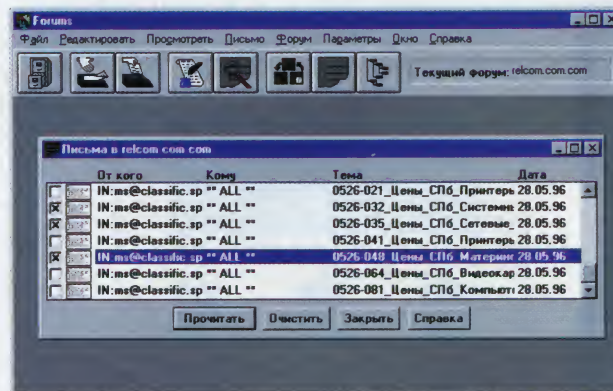 Forums
Файл Редактировать Просмотреть Письмо Форум Параметры Окно Справка
Текущий форум: relcom.com.com
Письма в relcom com com
От кого Кому Тема Дата
IN:ms@classific.sp ** ALL ** 0526-021_Цены_СПб_Принтеры 28.05.96
IN:ms@classific.sp ** ALL ** 0526-032_Цены_СПб_Системн 28.05.96
IN:ms@classific.sp ** ALL ** 0526-035_Цены_СПб_Сетевые_ 28.05.96
IN:ms@classific.sp ** ALL ** 0526-041_Цены_СПб_Принтеры 28.05.96
IN:ms@classific.sp ** ALL ** 0526-048_Цены_СПб_Материнс 28.05.96
IN:ms@classific.sp ** ALL ** 0526-064_Цены_СПб_Видеокар 28.05.96
IN:ms@classific.sp ** ALL ** 0526-081_Цены_СПб_Компьют 28.05.96
Прочитать Очистить Закрыть Справка